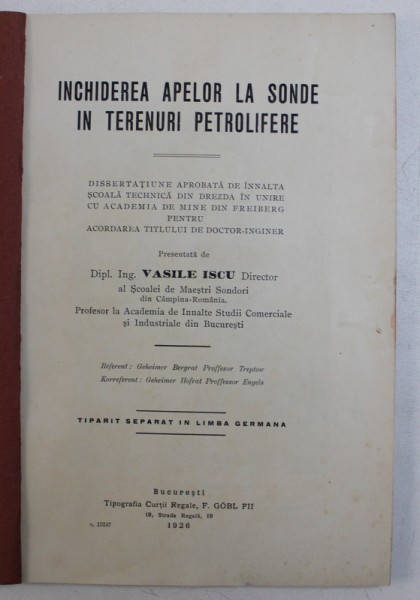 INCHIDEREA APELOR LA SONDE
IN TERENURI PETROLIFERE
DISSERTAȚIUNE APROBATĂ DE ÎNNALTA
ȘCOALĂ TECHNICĂ DIN DREZDA ÎN UNIRE
CU ACADEMIA DE MINE DIN FREIBERG
PENTRU
ACORDAREA TITLULUI DE DOCTOR-INGINER
Presentată de
Dipl. Ing. VASILE ISCU Director
al Școalei de Maeștri Sondori
din Câmpina-România.
Profesor la Academia de Innalte Studii Comerciale
și Industriale din București
Referent: Geheimer Bergrat Proffesor Treptow
Korreferent: Geheimer Hofrat Proffessor Engels
TIPARIT SEPARAT IN LIMBA GERMANA
București
Tipografia Curții Regale, F. GÖBL FII
19, Strada Regală, 19
1926